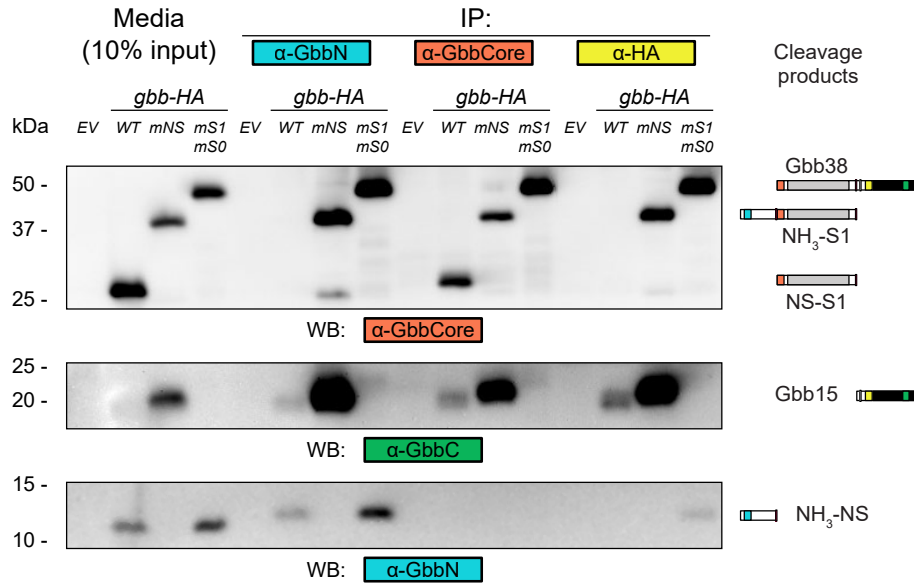 Media
(10% input)
IP:
α-GbbN
α-GbbCore
α-HA
Cleavage
products
gbb-HA
gbb-HA
gbb-HA
gbb-HA
kDa
EV WT mNS mS1 mS0
EV WT mNS mS1 mS0
EV WT mNS mS1 mS0
EV WT mNS mS1 mS0
50 -
37 -
25 -
Gbb38
NH₃-S1
NS-S1
WB: α-GbbCore
25 -
20 -
Gbb15
WB: α-GbbC
15 -
10 -
NH₃-NS
WB: α-GbbN